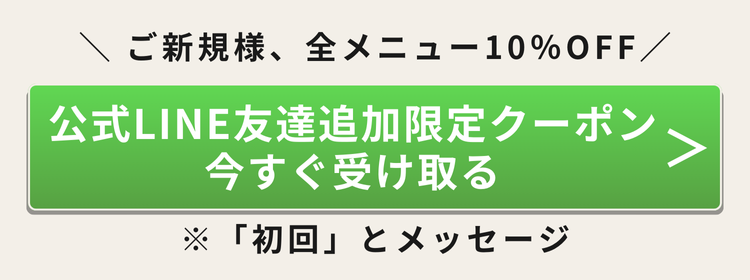 ＼ ご新規様、全メニュー10%OFF／
公式LINE友達追加限定クーポン
今すぐ受け取る
＞
※「初回」とメッセージ